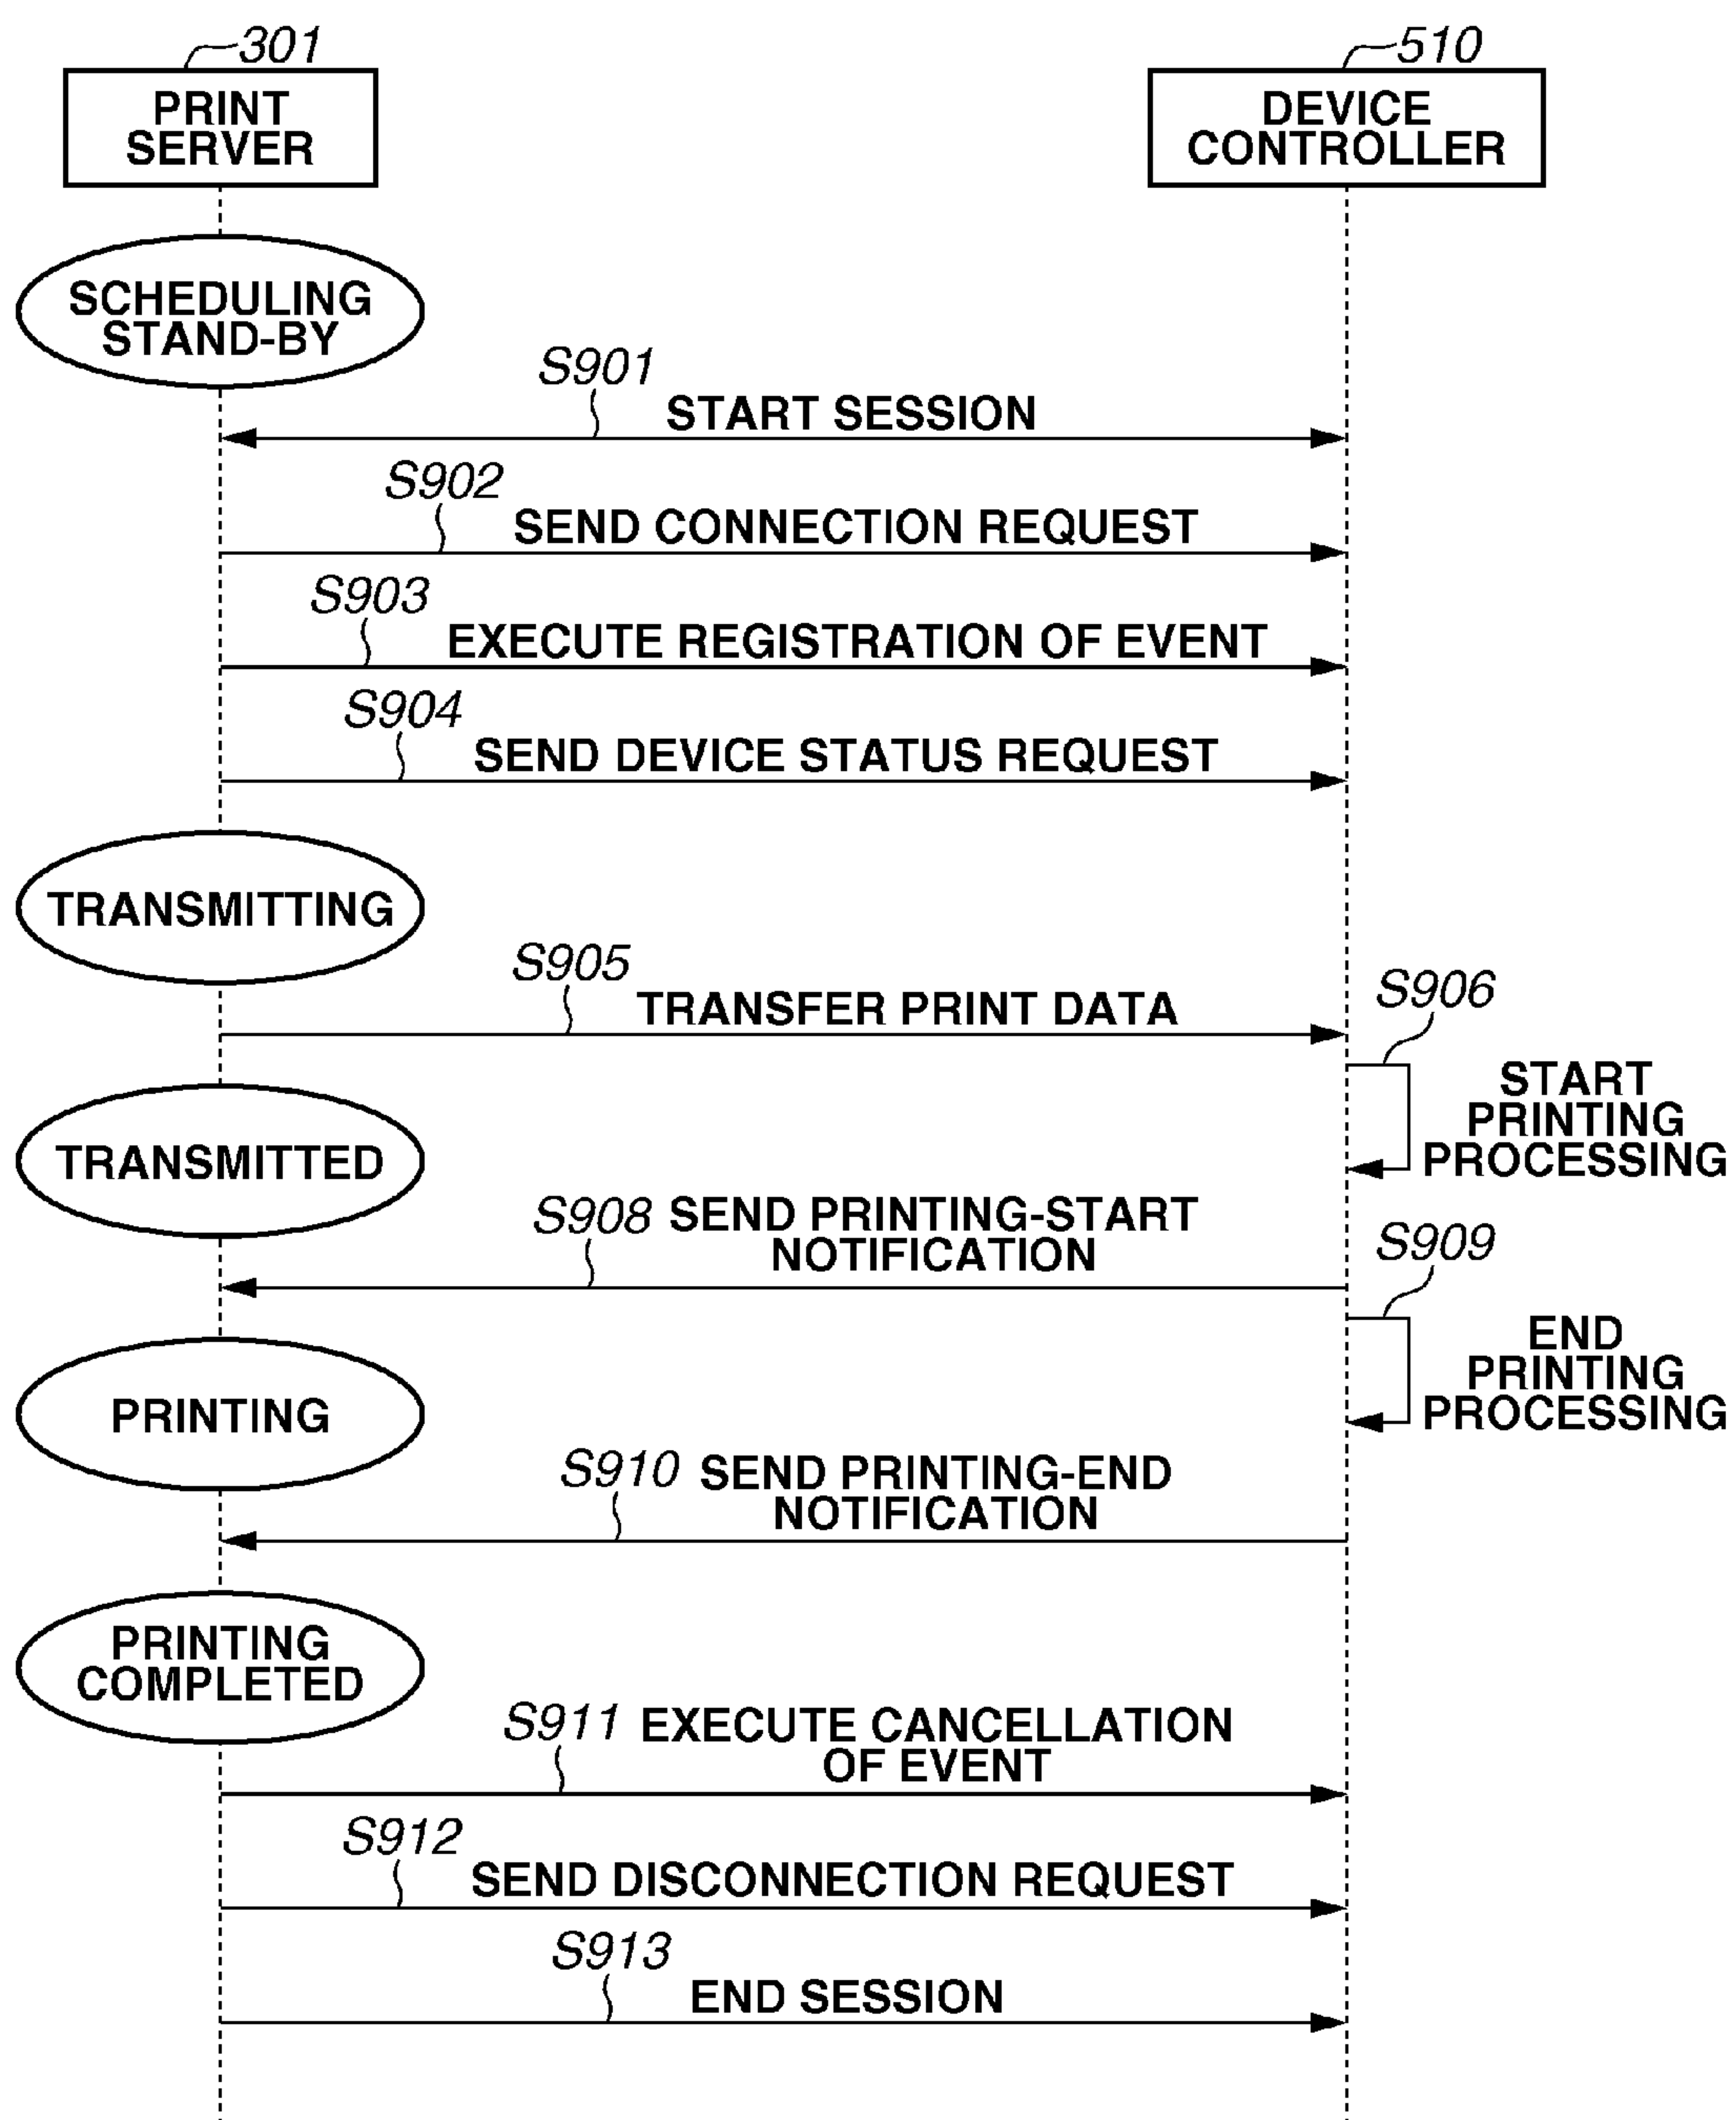 301
PRINT
SERVER
510
DEVICE
CONTROLLER
SCHEDULING
STAND-BY
S901
START SESSION
S902
SEND CONNECTION REQUEST
S903
EXECUTE REGISTRATION OF EVENT
S904
SEND DEVICE STATUS REQUEST
TRANSMITTING
S905
TRANSFER PRINT DATA
S906
START
PRINTING
PROCESSING
TRANSMITTED
S908
SEND PRINTING-START
NOTIFICATION
S909
END
PRINTING
PROCESSING
PRINTING
S910
SEND PRINTING-END
NOTIFICATION
PRINTING
COMPLETED
S911
EXECUTE CANCELLATION
OF EVENT
S912
SEND DISCONNECTION REQUEST
S913
END SESSION